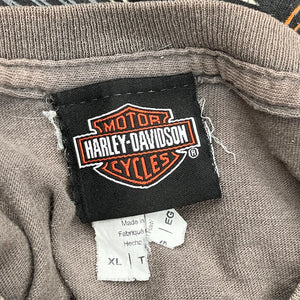 MOTOR
HARLEY-DAVIDSON
CYCLES
®
Made in
Fabriqué
Hecho
XL
T
EG